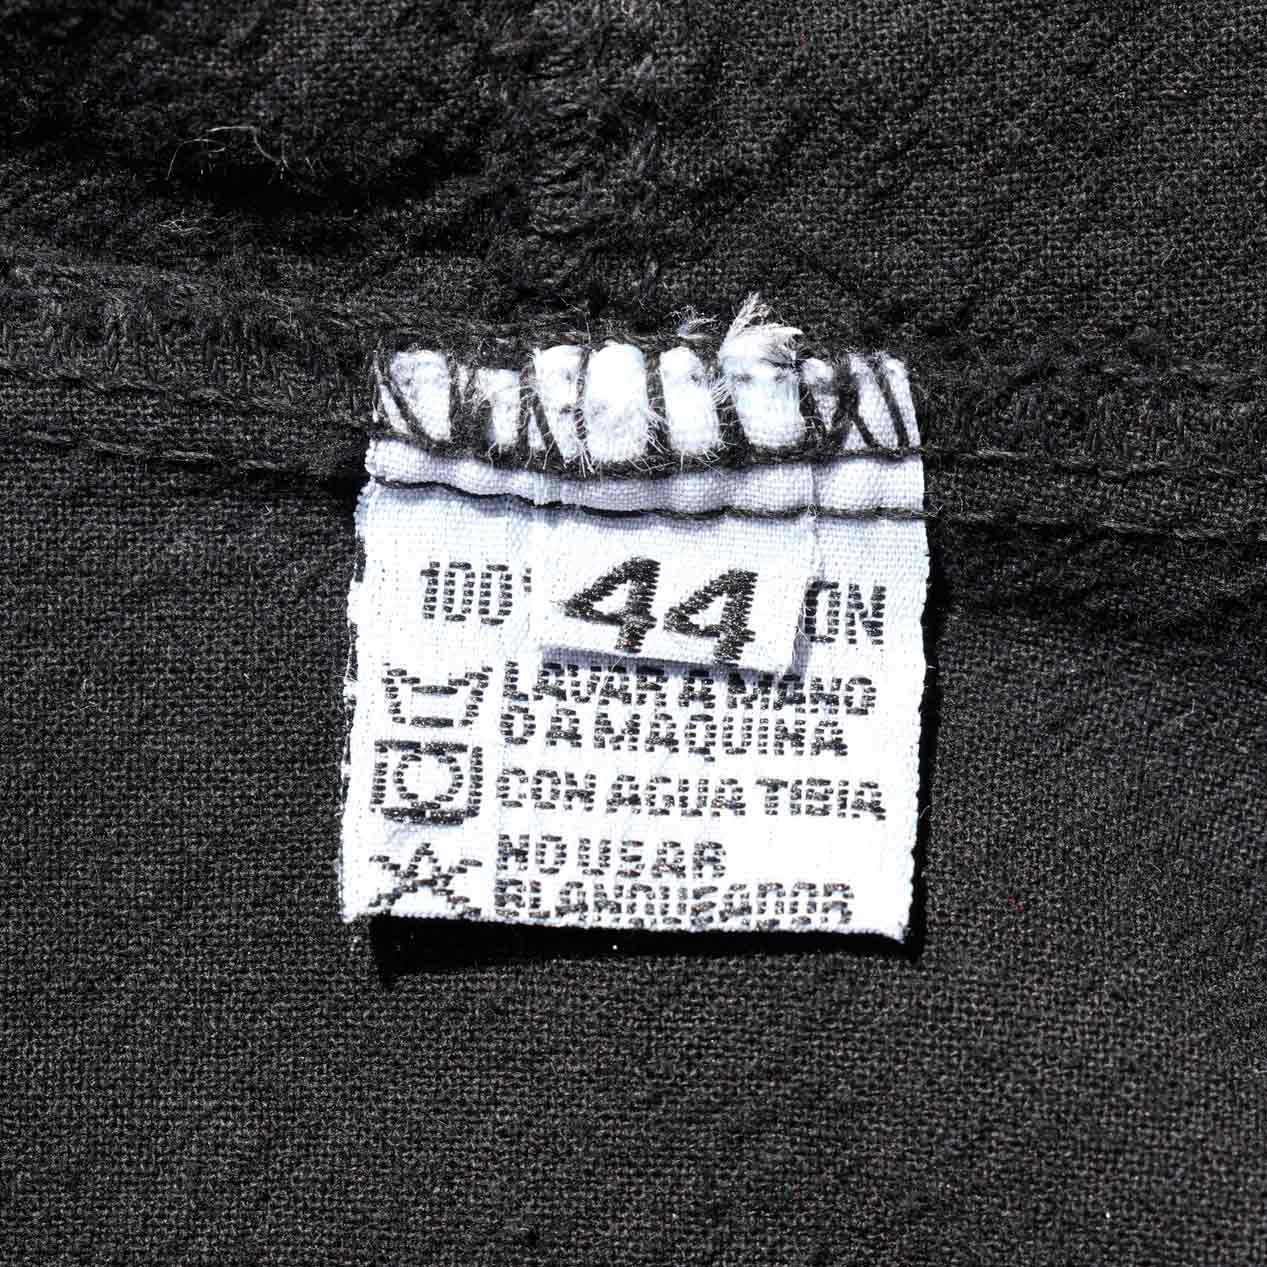 44
100% ON
LAVAR A MANO
O A MAQUINA
CON AGUA TIBIA
NO USAR
BLANQUEADOR